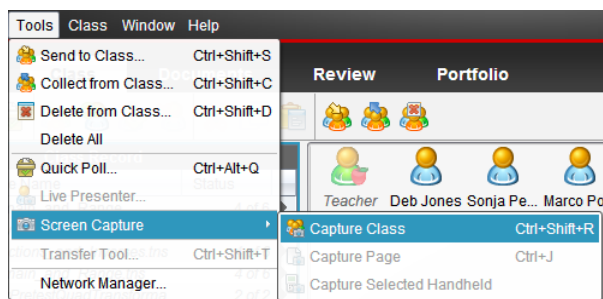 Tools Class Window Help
Send to Class... Ctrl+Shift+S
Collect from Class... Ctrl+Shift+C
Delete from Class... Ctrl+Shift+D
Delete All
Quick Poll... Ctrl+Alt+Q
Live Presenter...
Screen Capture
Transfer Tool... Ctrl+Shift+T
Network Manager...
Review Portfolio
Teacher Deb Jones Sonja Pe... Marco Po
Capture Class Ctrl+Shift+R
Capture Page Ctrl+J
Capture Selected Handheld